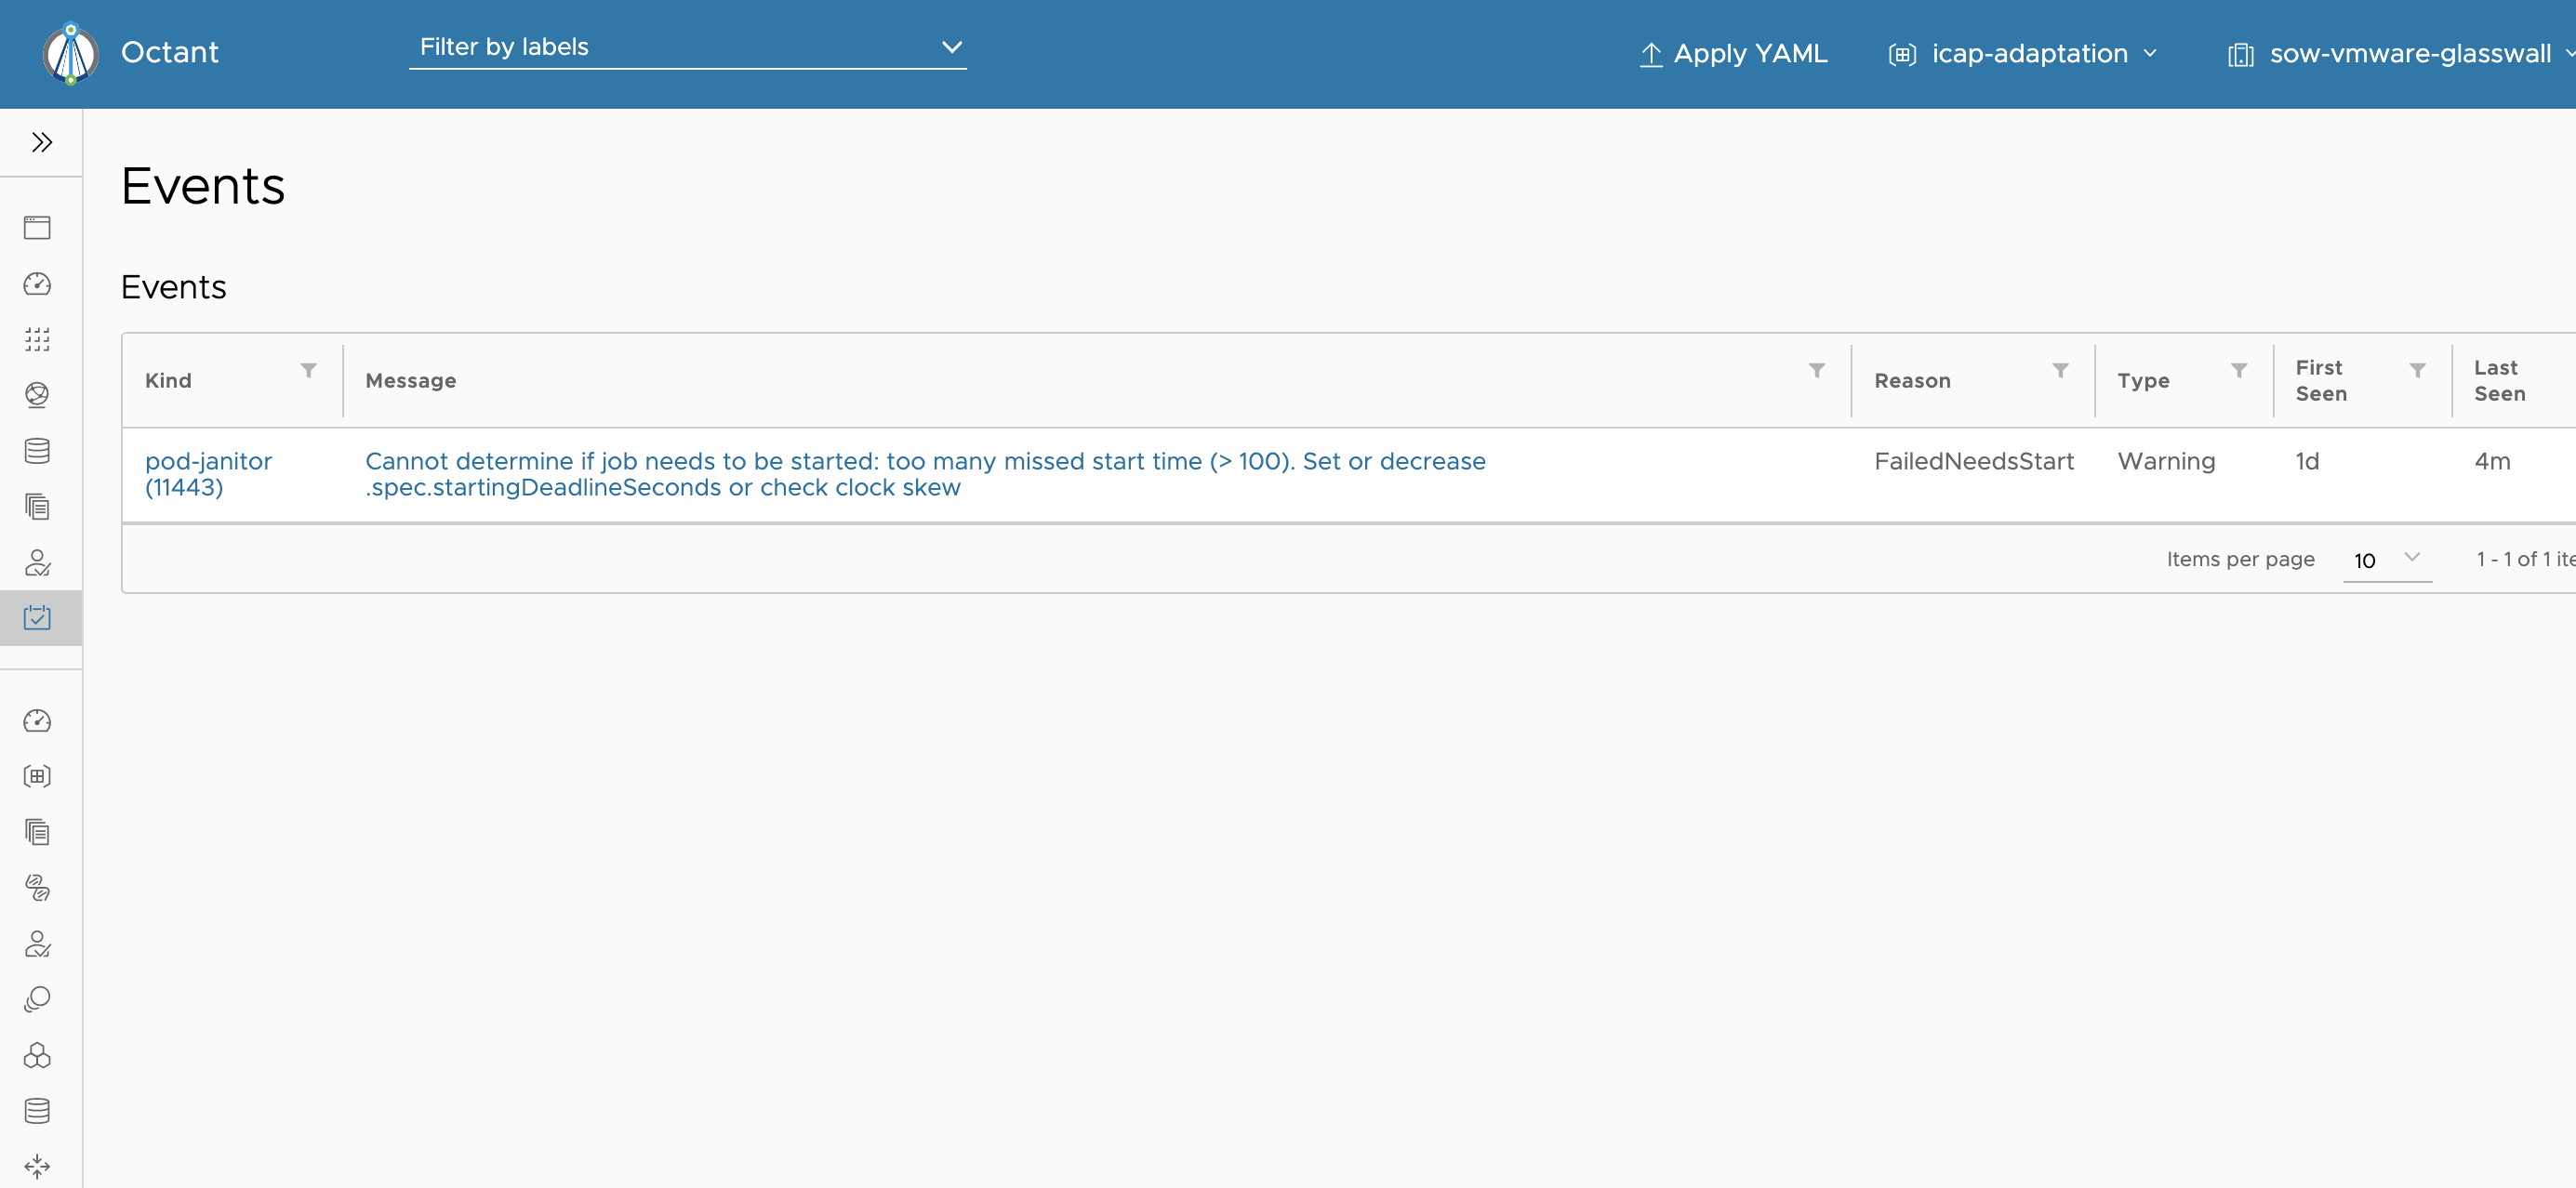 Octant
Filter by labels
Apply YAML
icap-adaptation
sow-vmware-glasswall
Events
Events
Kind
Message
Reason
Type
First
Seen
Last
Seen
pod-janitor
(11443)
Cannot determine if job needs to be started: too many missed start time (> 100). Set or decrease
.spec.startingDeadlineSeconds or check clock skew
FailedNeedsStart
Warning
1d
4m
Items per page
10
1 - 1 of 1